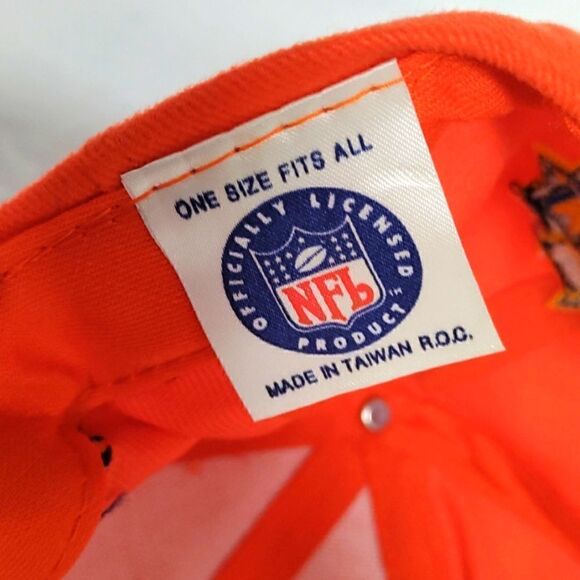 ONE SIZE FITS ALL
OFFICIALLY LICENSED
NFL
PRODUCT
MADE IN TAIWAN R.O.C.